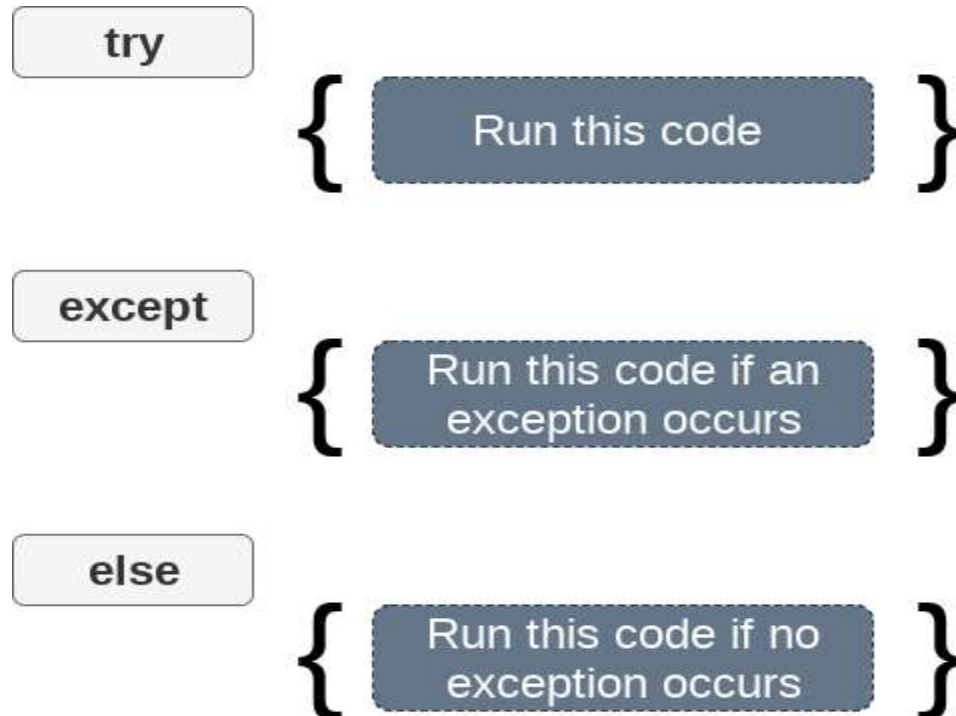 try
{ Run this code }
except
{ Run this code if an
exception occurs }
else
{ Run this code if no
exception occurs }